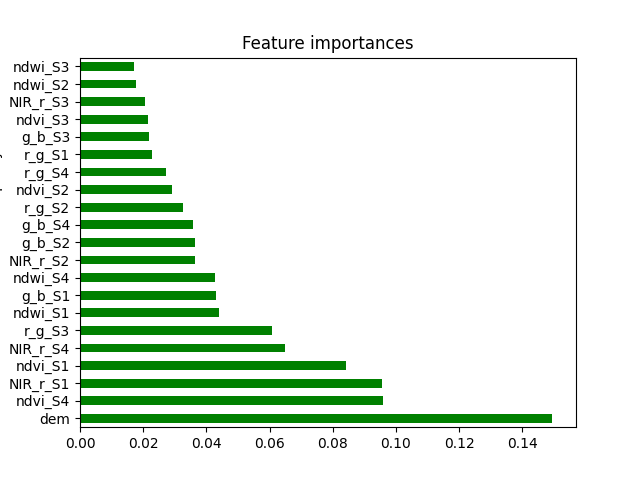 Feature importances
ndwi_S3
ndwi_S2
NIR_r_S3
ndvi_S3
g_b_S3
r_g_S1
r_g_S4
ndvi_S2
r_g_S2
g_b_S4
g_b_S2
NIR_r_S2
ndwi_S4
g_b_S1
ndwi_S1
r_g_S3
NIR_r_S4
ndvi_S1
NIR_r_S1
ndvi_S4
dem
0.00 0.02 0.04 0.06 0.08 0.10 0.12 0.14